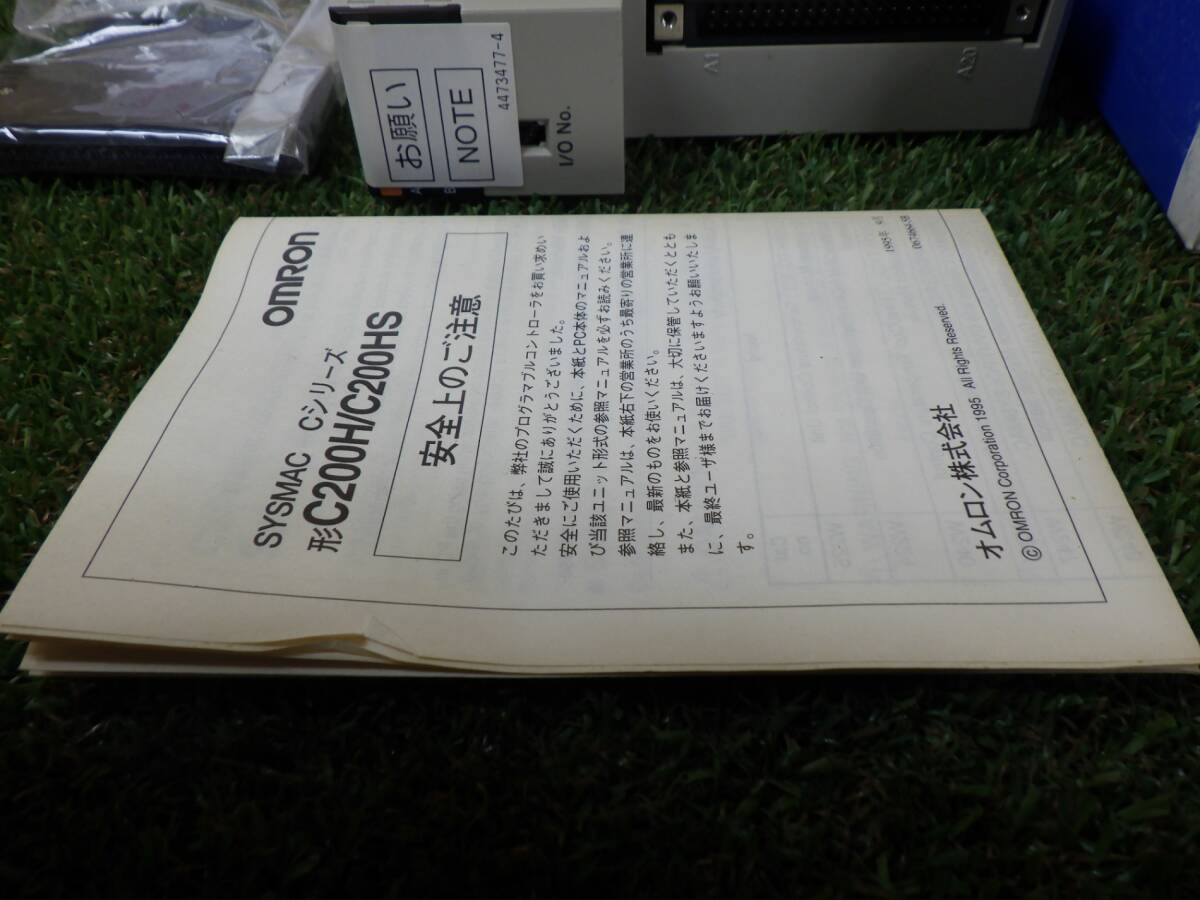 お願い
NOTE
4473477-4
I/O No.
A1
A20
A
B
OMRON
SYSMAC Cシリーズ
形C200H/C200HS
安全上のご注意
このたびは、弊社のプログラマブルコントローラをお買い求めい
ただきまして誠にありがとうございました。
安全にご使用いただくために、本紙とPC本体のマニュアルおよ
び当該ユニット形式の参照マニュアルを必ずお読みください。
参照マニュアルは、本紙右下の営業所のうち最寄りの営業所に連
絡し、最新のものをお使いください。
また、本紙と参照マニュアルは、大切に保管していただくととも
に、最終ユーザ様までお届けくださいますようお願いいたしま
す。
オムロン株式会社
© OMRON Corporation 1995 All Rights Reserved.
1995年